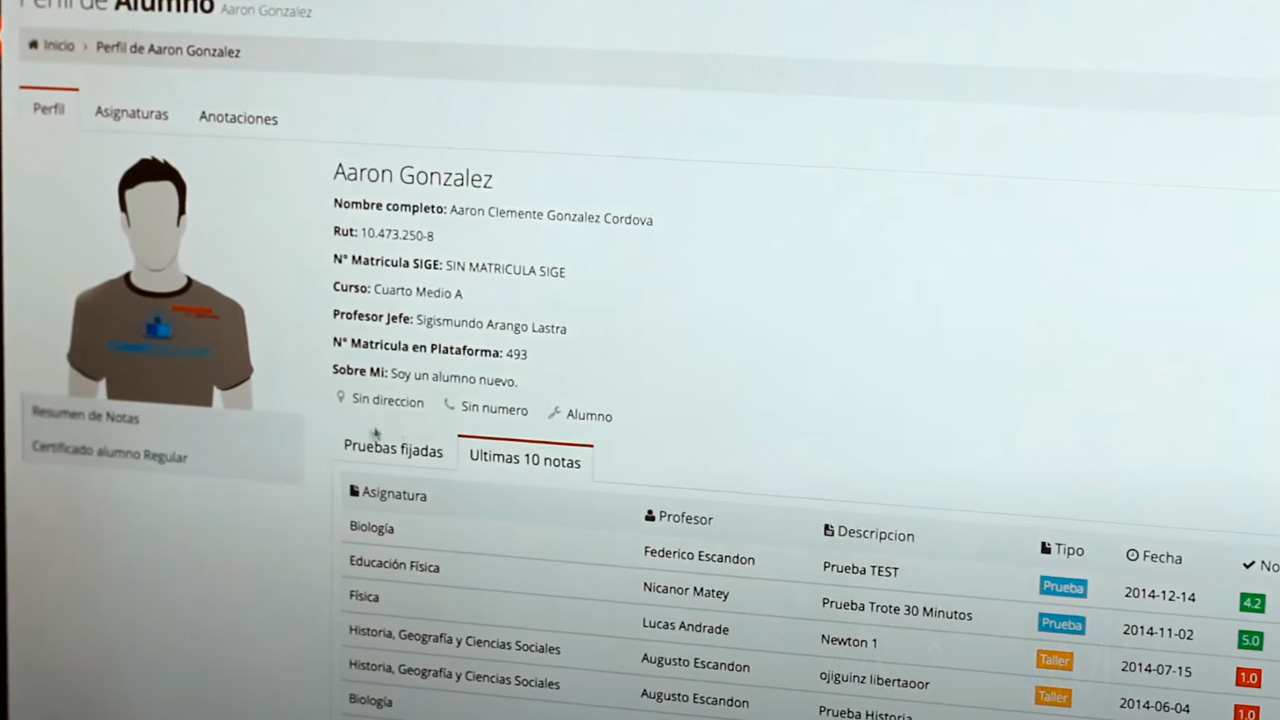 Perfil de Alumno Aaron Gonzalez
Inicio › Perfil de Aaron Gonzalez
Perfil Asignaturas Anotaciones
Aaron Gonzalez
Nombre completo: Aaron Clemente Gonzalez Cordova
Rut: 10.473.250-8
N° Matricula SIGE: SIN MATRICULA SIGE
Curso: Cuarto Medio A
Profesor Jefe: Sigismundo Arango Lastra
N° Matricula en Plataforma: 493
Sobre Mi: Soy un alumno nuevo.
Sin direccion Sin numero Alumno
Resumen de Notas
Certificado alumno Regular
Pruebas fijadas Ultimas 10 notas
Asignatura Profesor Descripcion Tipo Fecha No
Biología Federico Escandon Prueba TEST Prueba 2014-12-14 4.2
Educación Física Nicanor Matey Prueba Trote 30 Minutos Prueba 2014-11-02 5.0
Física Lucas Andrade Newton 1 Taller 2014-07-15 1.0
Historia, Geografía y Ciencias Sociales Augusto Escandon ojiguinz libertaoor Taller 2014-06-04 1.0
Historia, Geografía y Ciencias Sociales Augusto Escandon Prueba Historia
Biología